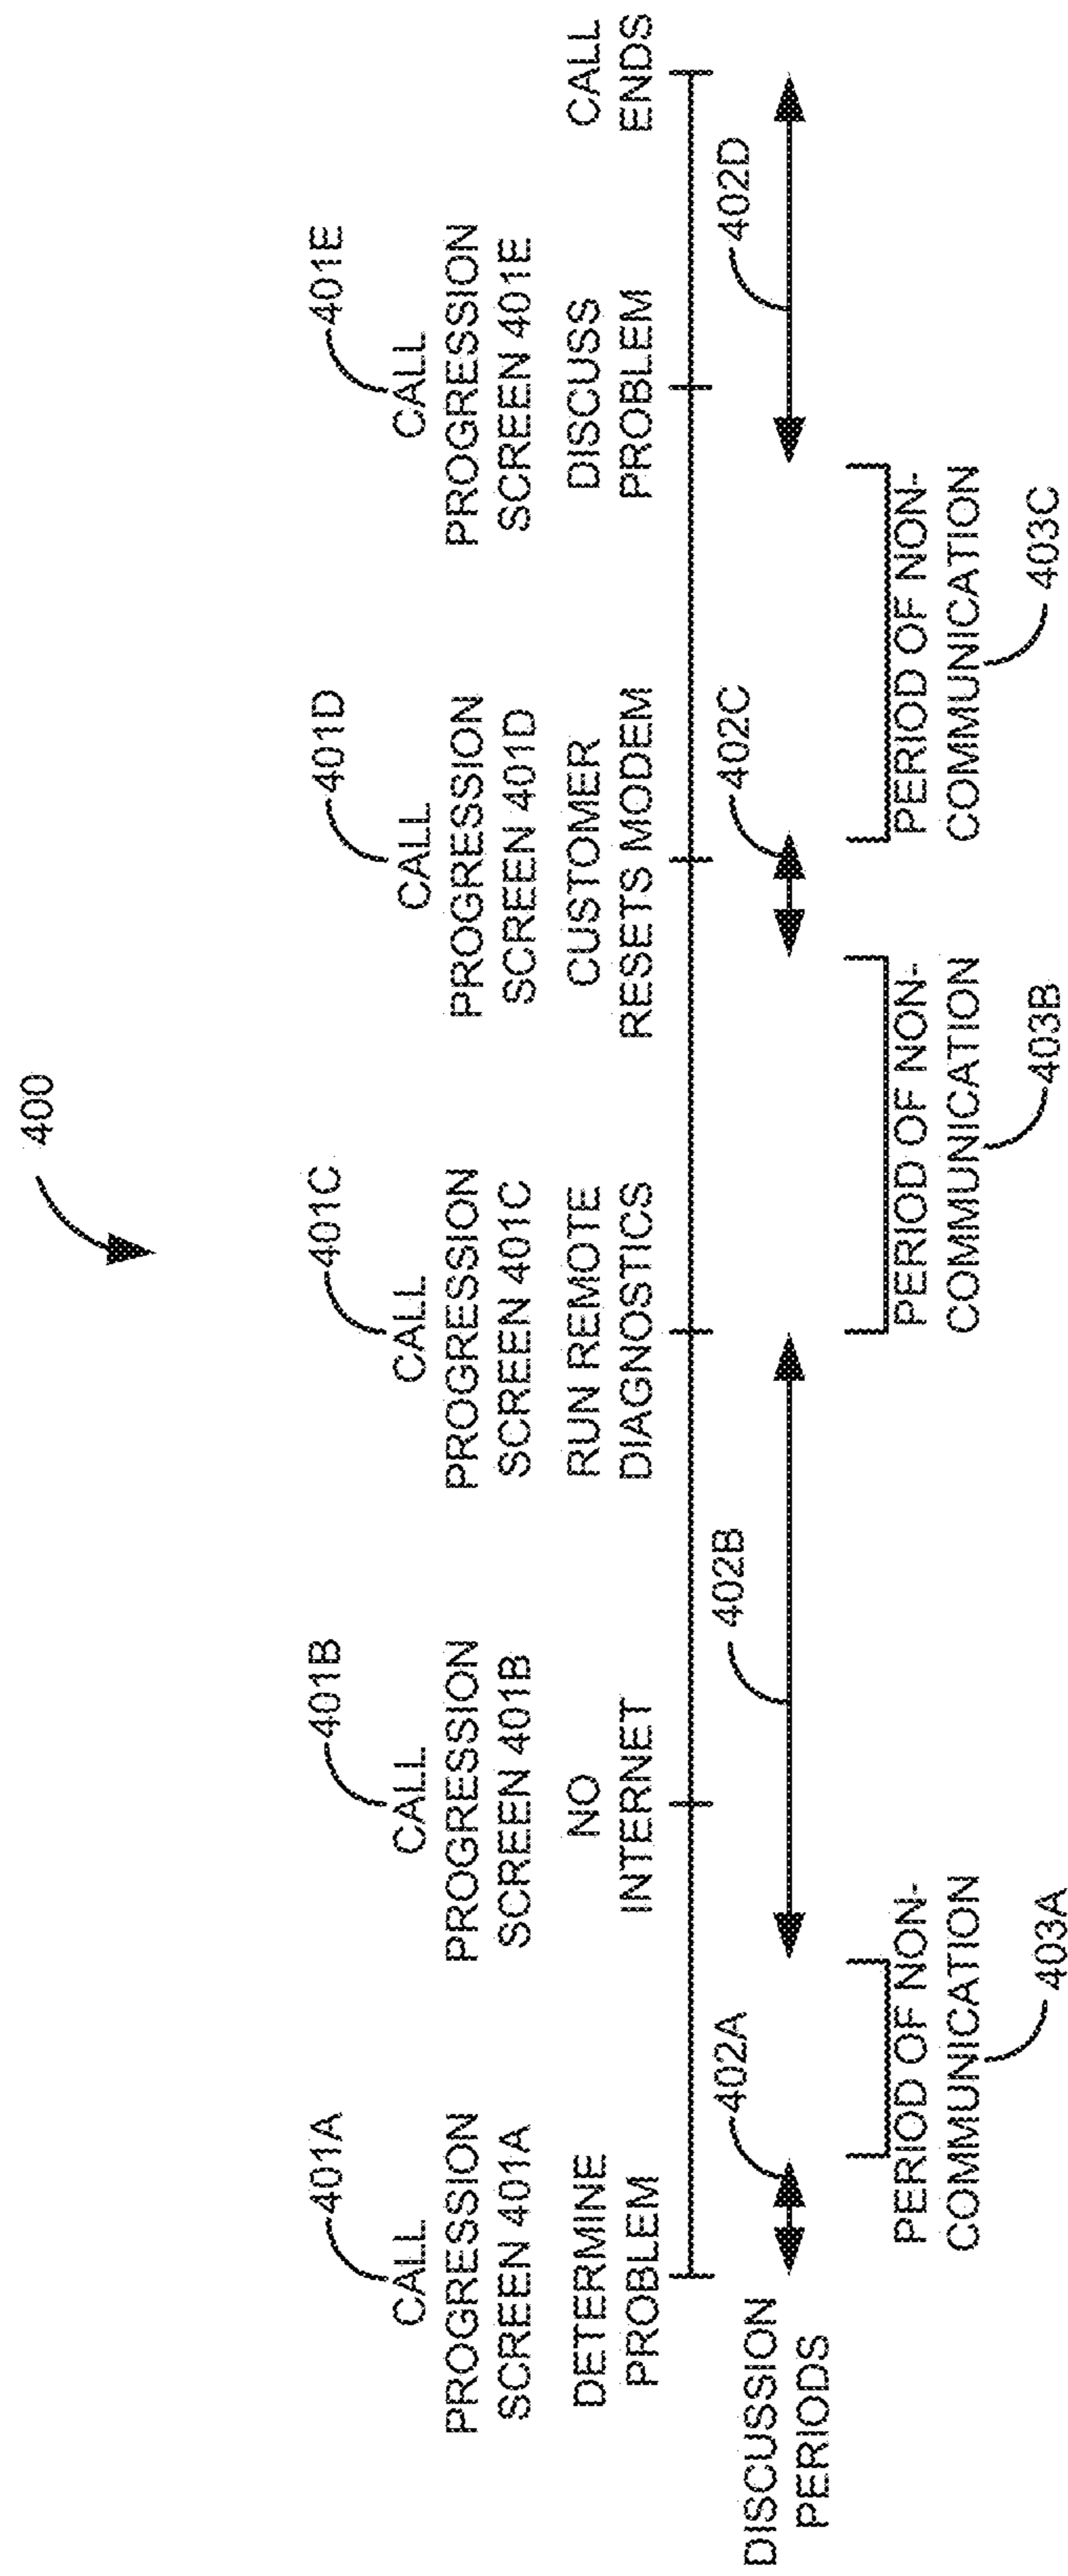 400
401A
CALL
PROGRESSION
SCREEN 401A
DETERMINE
PROBLEM
401B
CALL
PROGRESSION
SCREEN 401B
NO
INTERNET
401C
CALL
PROGRESSION
SCREEN 401C
RUN REMOTE
DIAGNOSTICS
401D
CALL
PROGRESSION
SCREEN 401D
CUSTOMER
RESETS MODEM
401E
CALL
PROGRESSION
SCREEN 401E
DISCUSS
PROBLEM
CALL
ENDS
DISCUSSION
PERIODS
402A
402B
402C
402D
PERIOD OF NON-
COMMUNICATION
403A
PERIOD OF NON-
COMMUNICATION
403B
PERIOD OF NON-
COMMUNICATION
403C